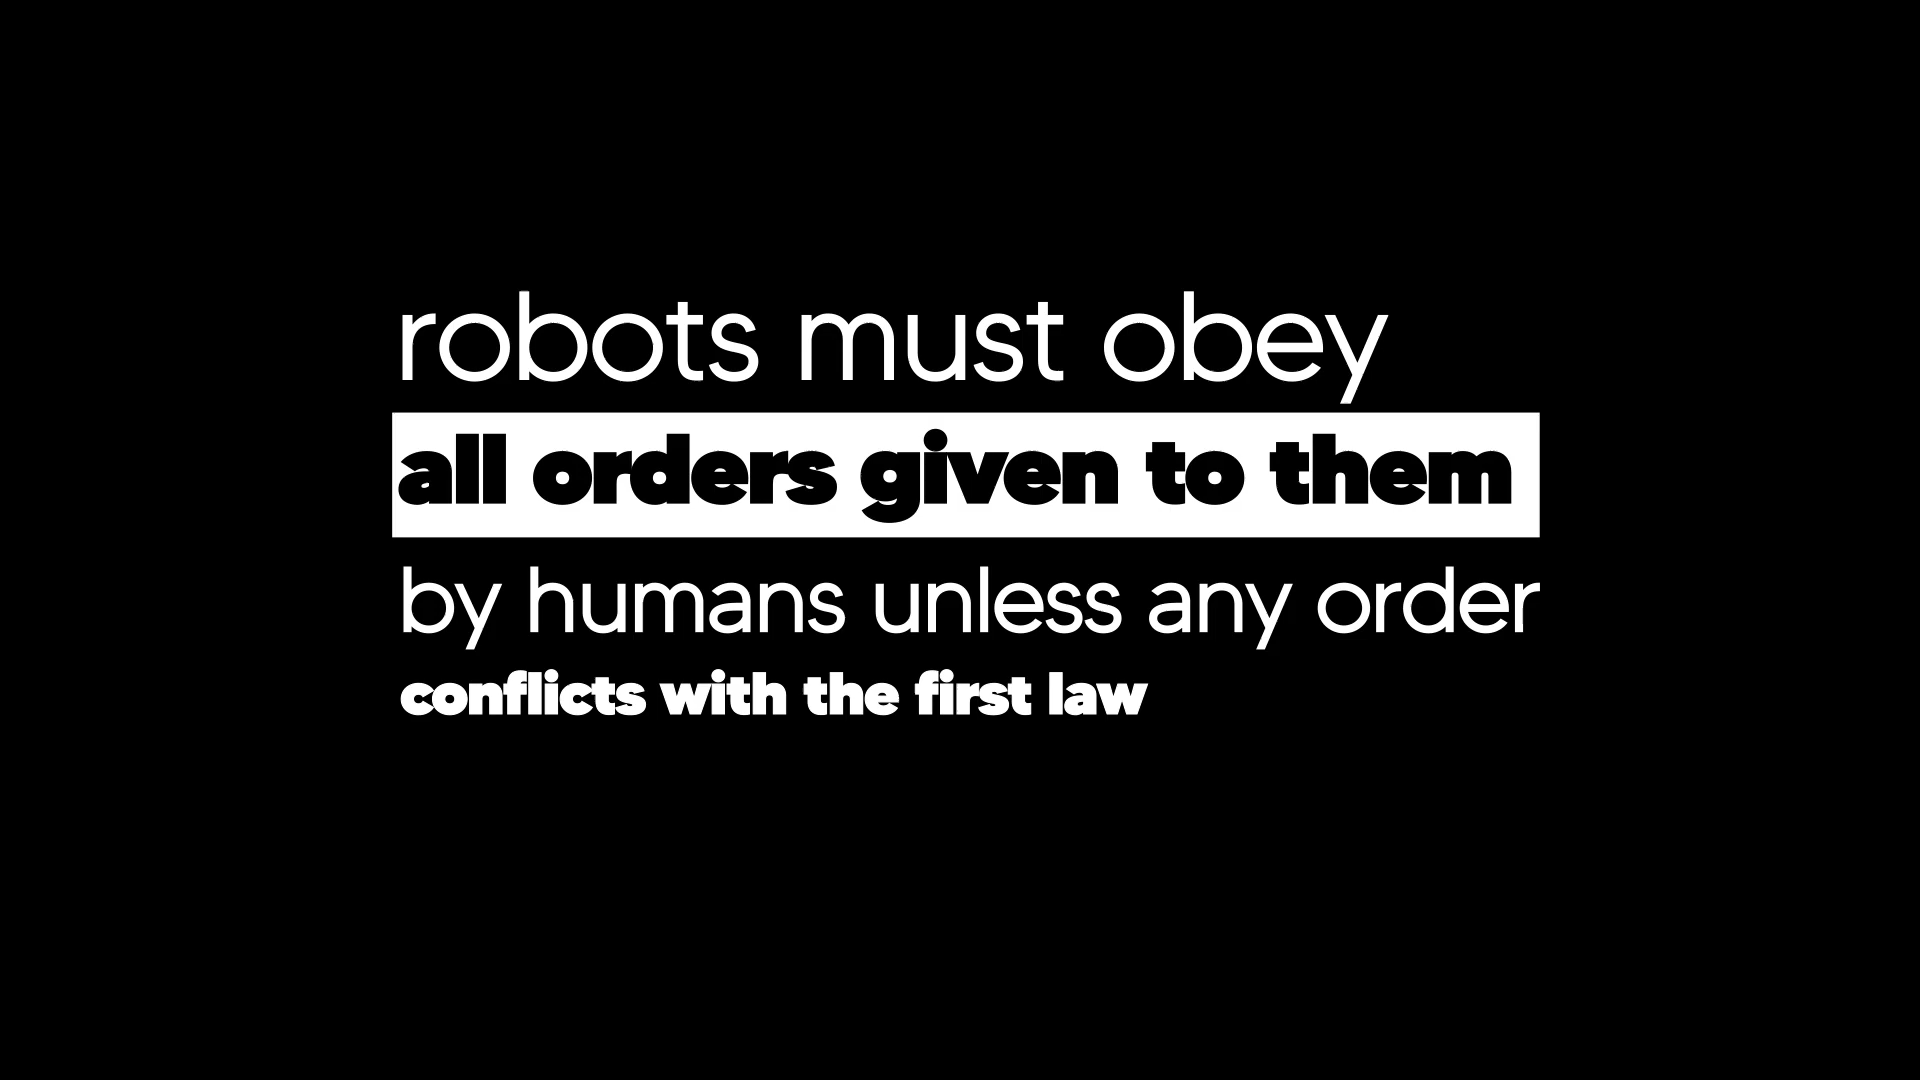 robots must obey
all orders given to them
by humans unless any order
conflicts with the first law